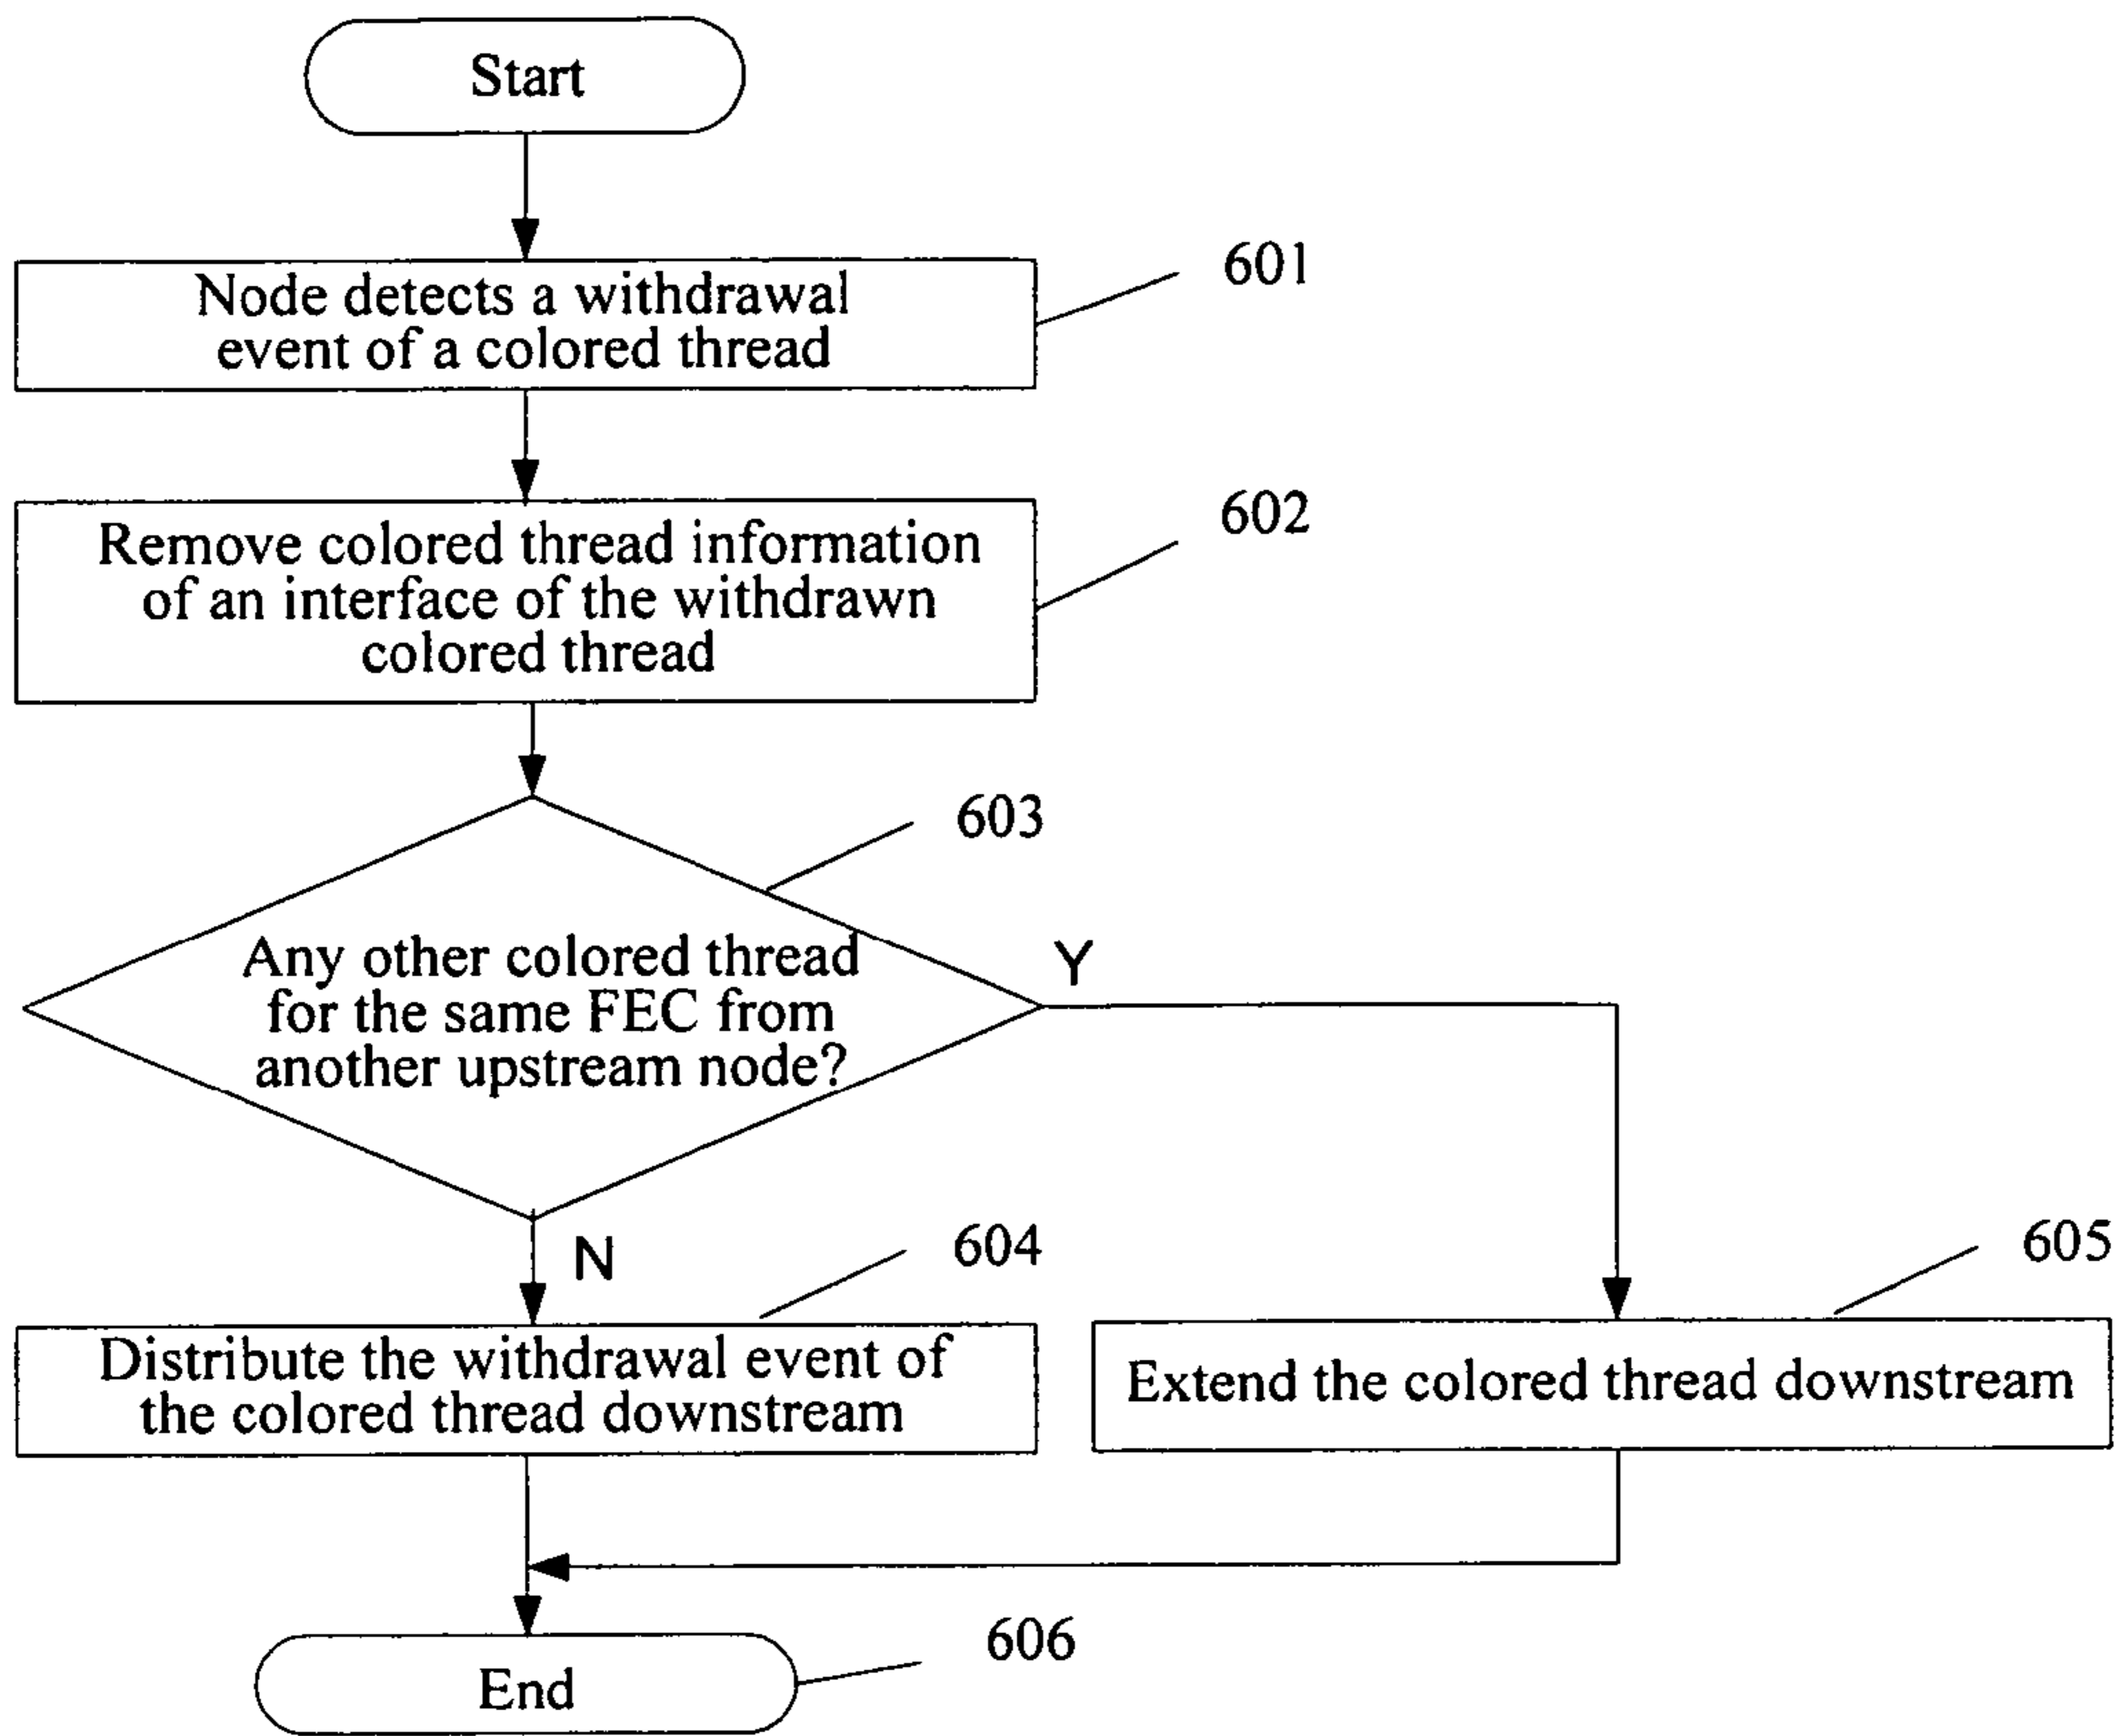 Start
Node detects a withdrawal
event of a colored thread
601
Remove colored thread information
of an interface of the withdrawn
colored thread
602
603
Any other colored thread
for the same FEC from
another upstream node?
Y
N
604
605
Distribute the withdrawal event of
the colored thread downstream
Extend the colored thread downstream
606
End